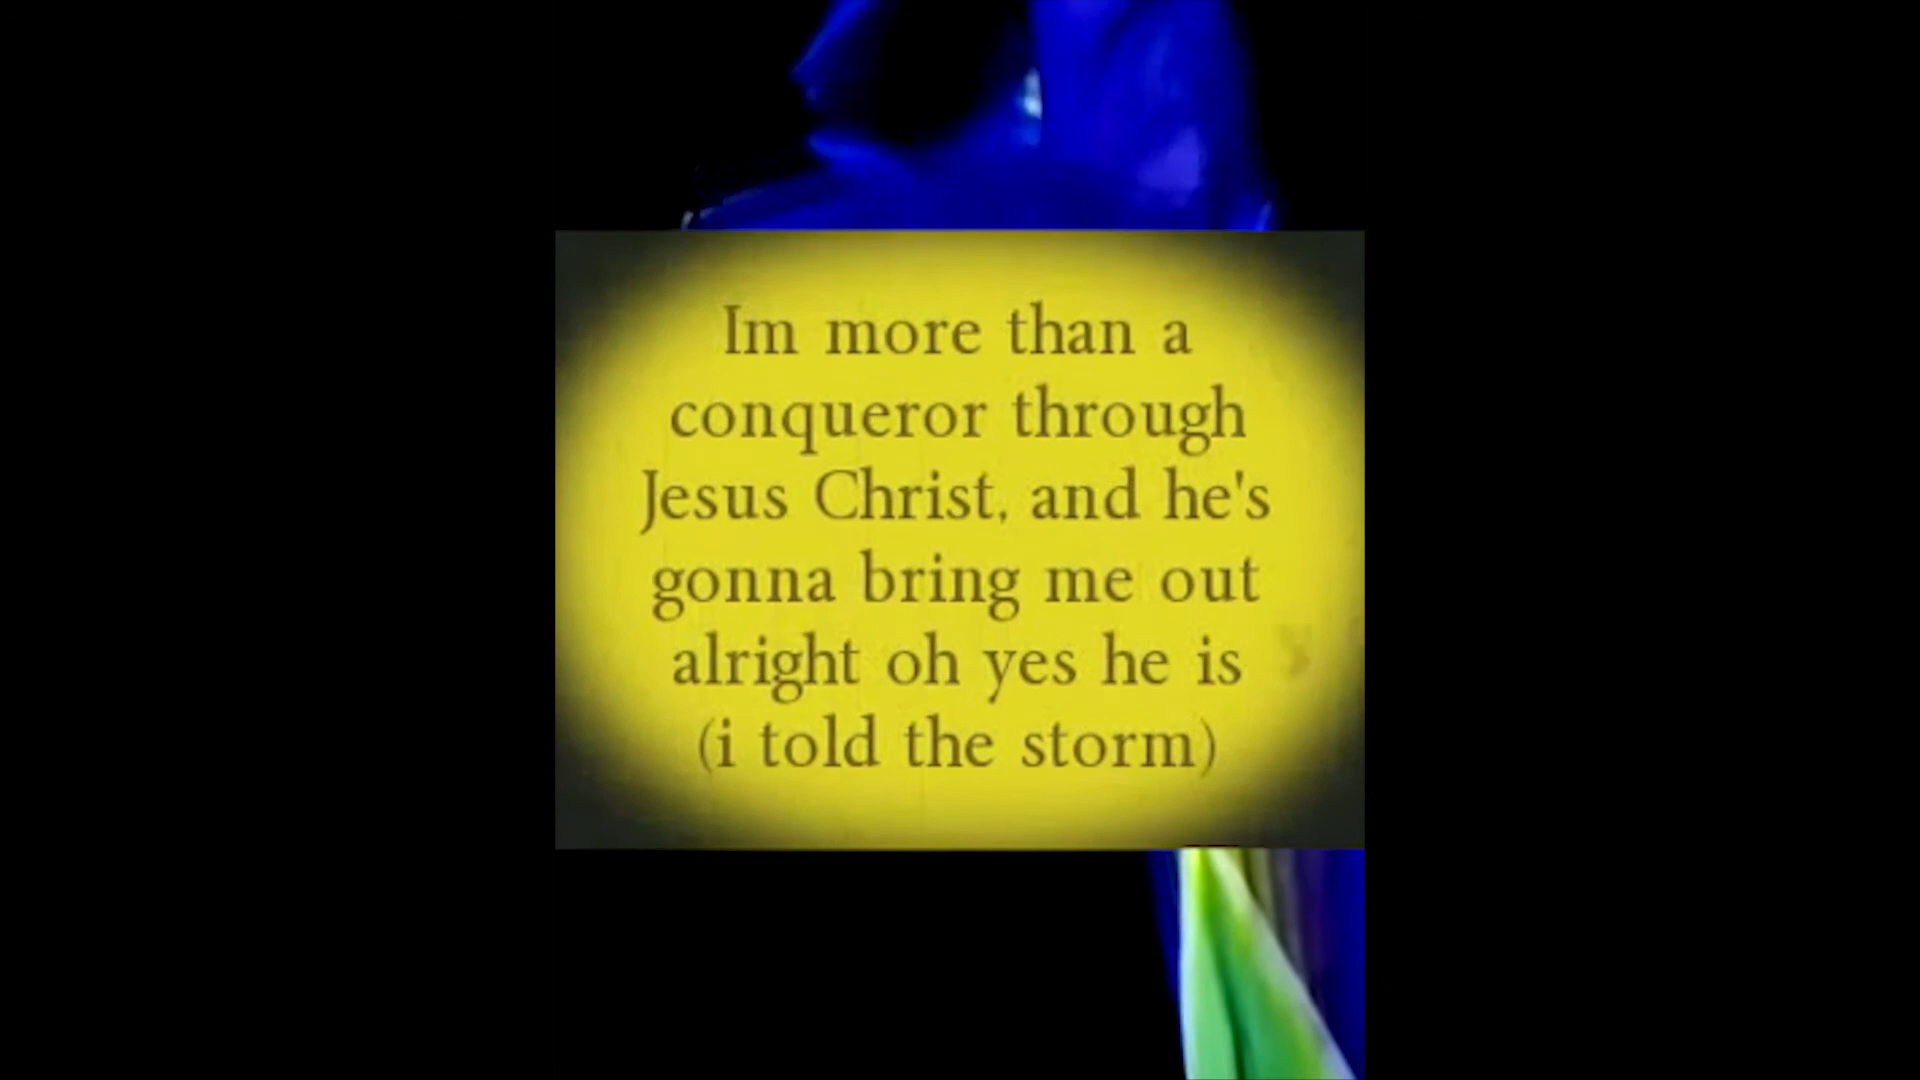 Im more than a
conqueror through
Jesus Christ, and he's
gonna bring me out
alright oh yes he is
(i told the storm)